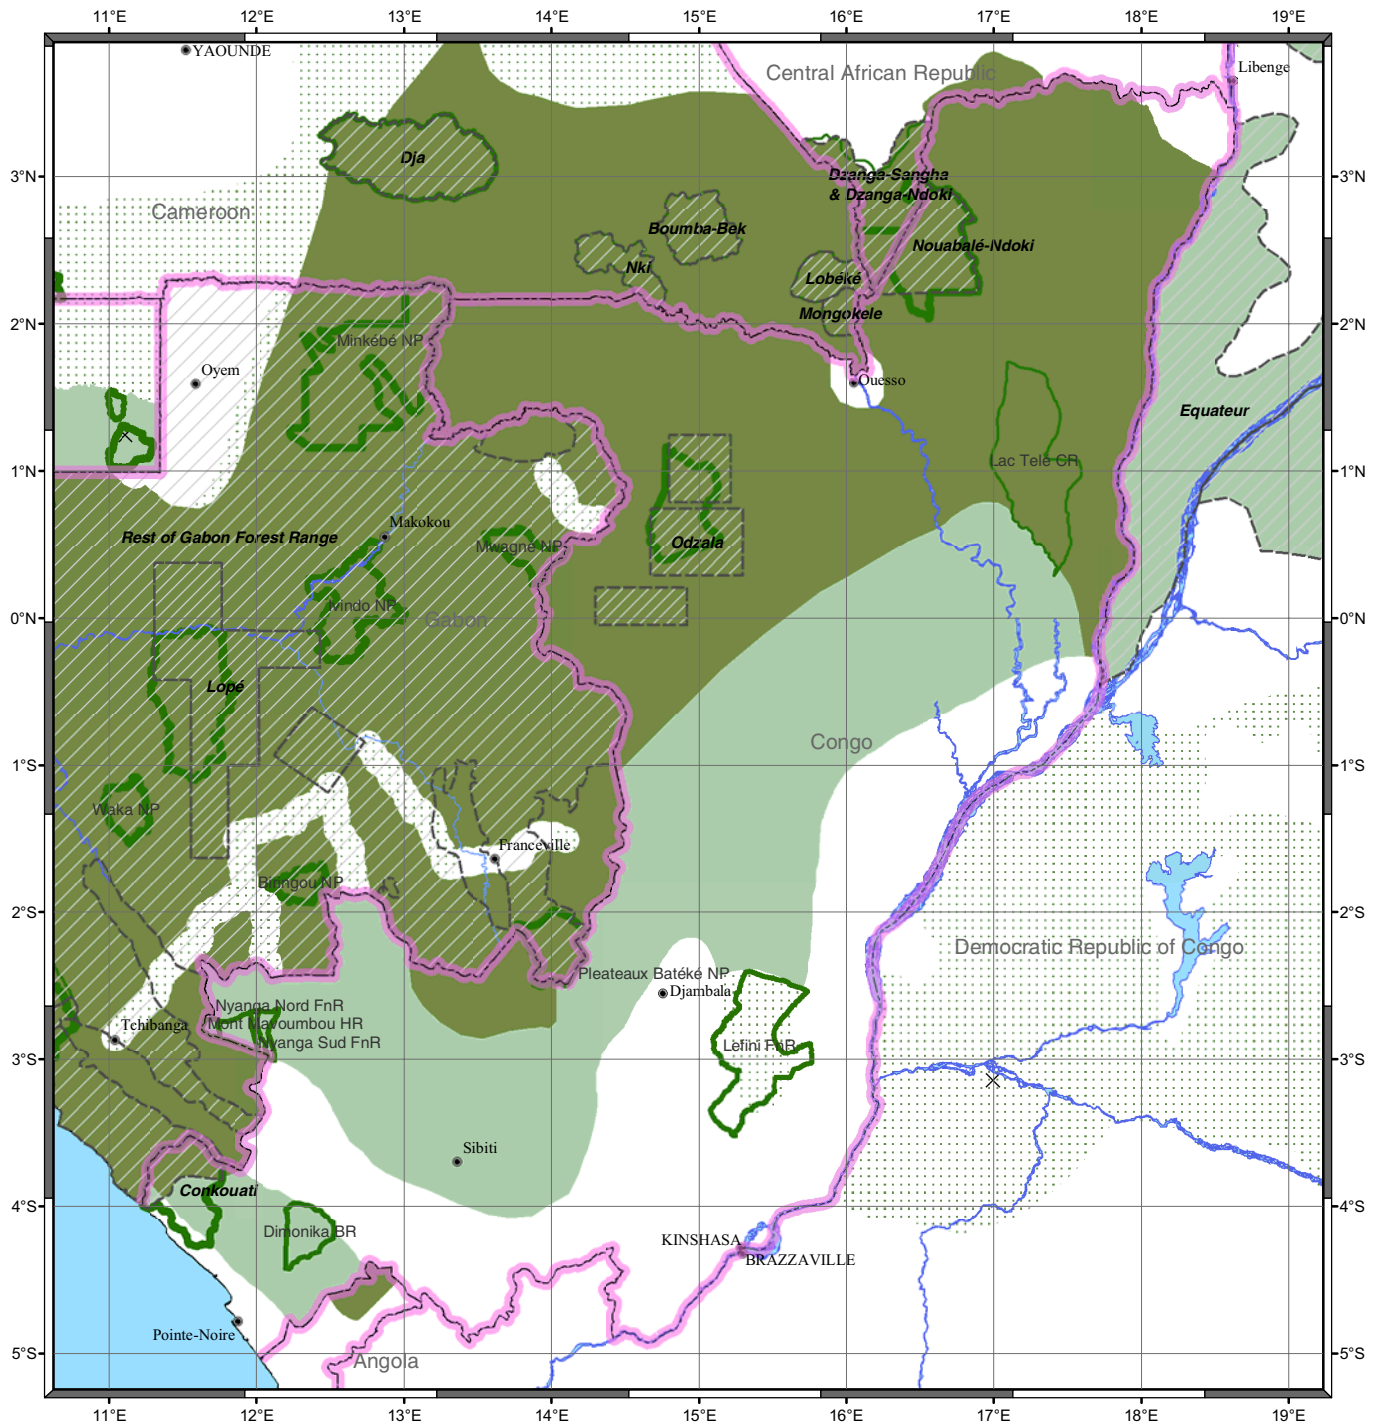 11°E 12°E 13°E 14°E 15°E 16°E 17°E 18°E 19°E
YAOUNDE
Central African Republic
Libenge
Dja
3°N
3°N
Dzanga-Sangha
& Dzanga-Ndoki
Cameroon
Boumba-Bek
Nouabalé-Ndoki
Nki
Lobéké
Mongokele
2°N
2°N
Minkébé NP
Oyem
Ouesso
Equateur
Lac Tele CR
1°N
1°N
Makokou
Rest of Gabon Forest Range
Mwagne NP
Odzala
Ivindo NP
Gabon
0°N
0°N
Lopé
Congo
1°S
1°S
Waka NP
Franceville
Biringou NP
2°S
2°S
Democratic Republic of Congo
Pleateaux Batéké NP
Djambala
Nyanga Nord FnR
Mont Mavoumbou HR
Nyanga Sud FnR
Tchibanga
Lefini FnR
3°S
3°S
Sibiti
Conkouati
4°S
4°S
Dimonika BR
KINSHASA
BRAZZAVILLE
Pointe-Noire
5°S
5°S
Angola
11°E 12°E 13°E 14°E 15°E 16°E 17°E 18°E 19°E